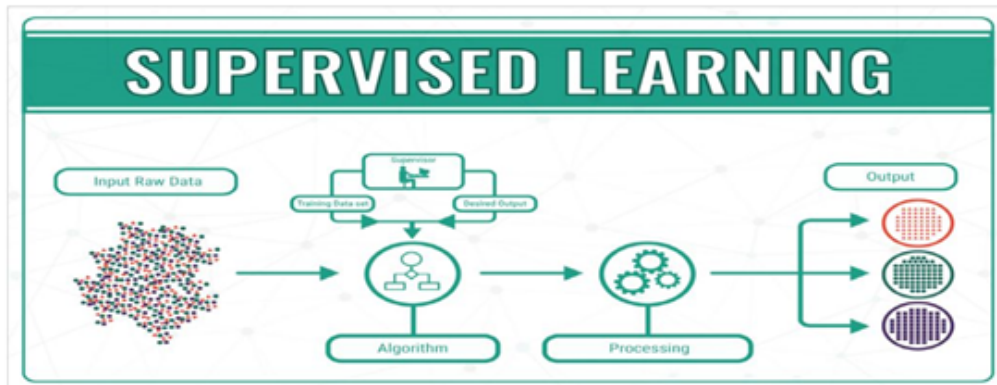 SUPERVISED LEARNING
Input Raw Data
Supervisor
Training Data set
Desired Output
Output
Algorithm
Processing